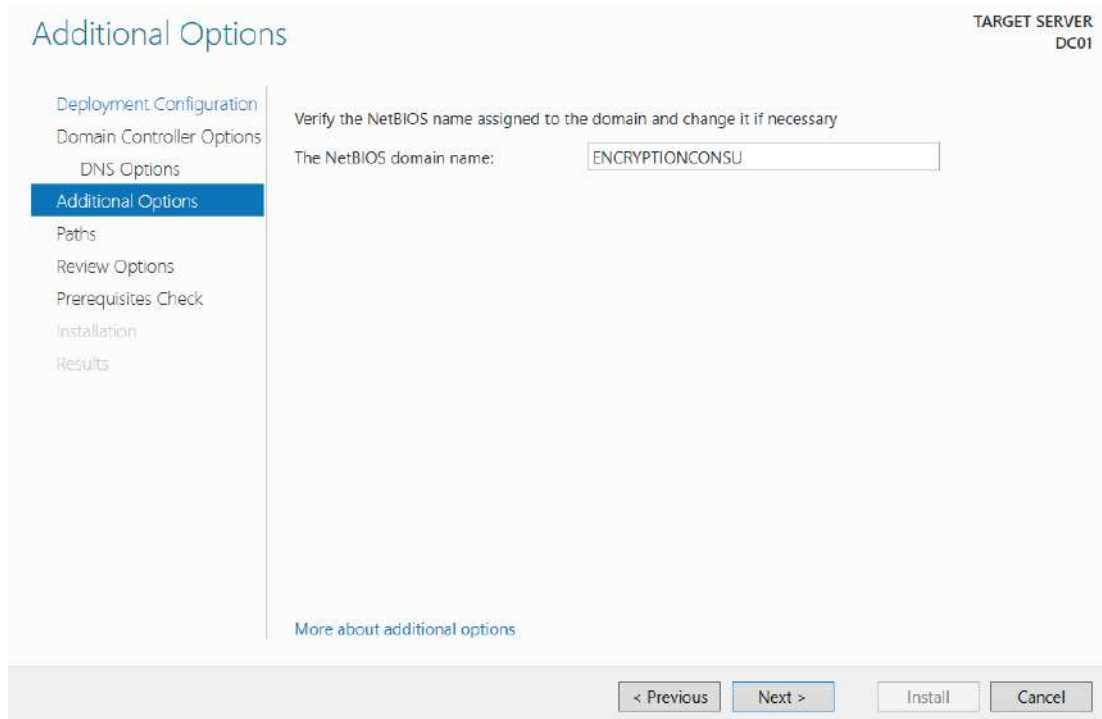 Additional Options
TARGET SERVER
DC01
Deployment Configuration
Domain Controller Options
DNS Options
Additional Options
Paths
Review Options
Prerequisites Check
Installation
Results
Verify the NetBIOS name assigned to the domain and change it if necessary
The NetBIOS domain name: ENCRYPTIONCONSU
More about additional options
< Previous Next > Install Cancel